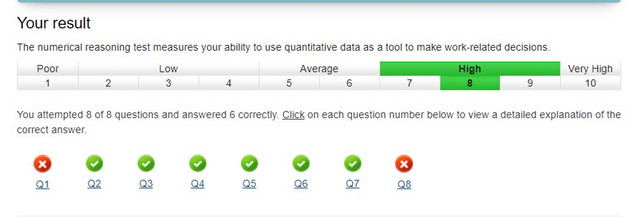 Your result
The numerical reasoning test measures your ability to use quantitative data as a tool to make work-related decisions.
Poor Low Average High Very High
1 2 3 4 5 6 7 8 9 10
You attempted 8 of 8 questions and answered 6 correctly. Click on each question number below to view a detailed explanation of the
correct answer.
Q1 Q2 Q3 Q4 Q5 Q6 Q7 Q8